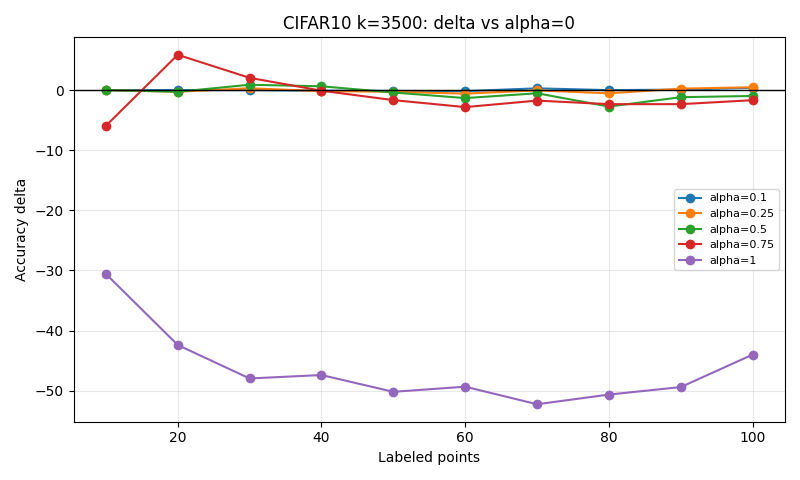 CIFAR10 k=3500: delta vs alpha=0
Accuracy delta
0
−10
−20
−30
−40
−50
alpha=0.1
alpha=0.25
alpha=0.5
alpha=0.75
alpha=1
20 40 60 80 100
Labeled points